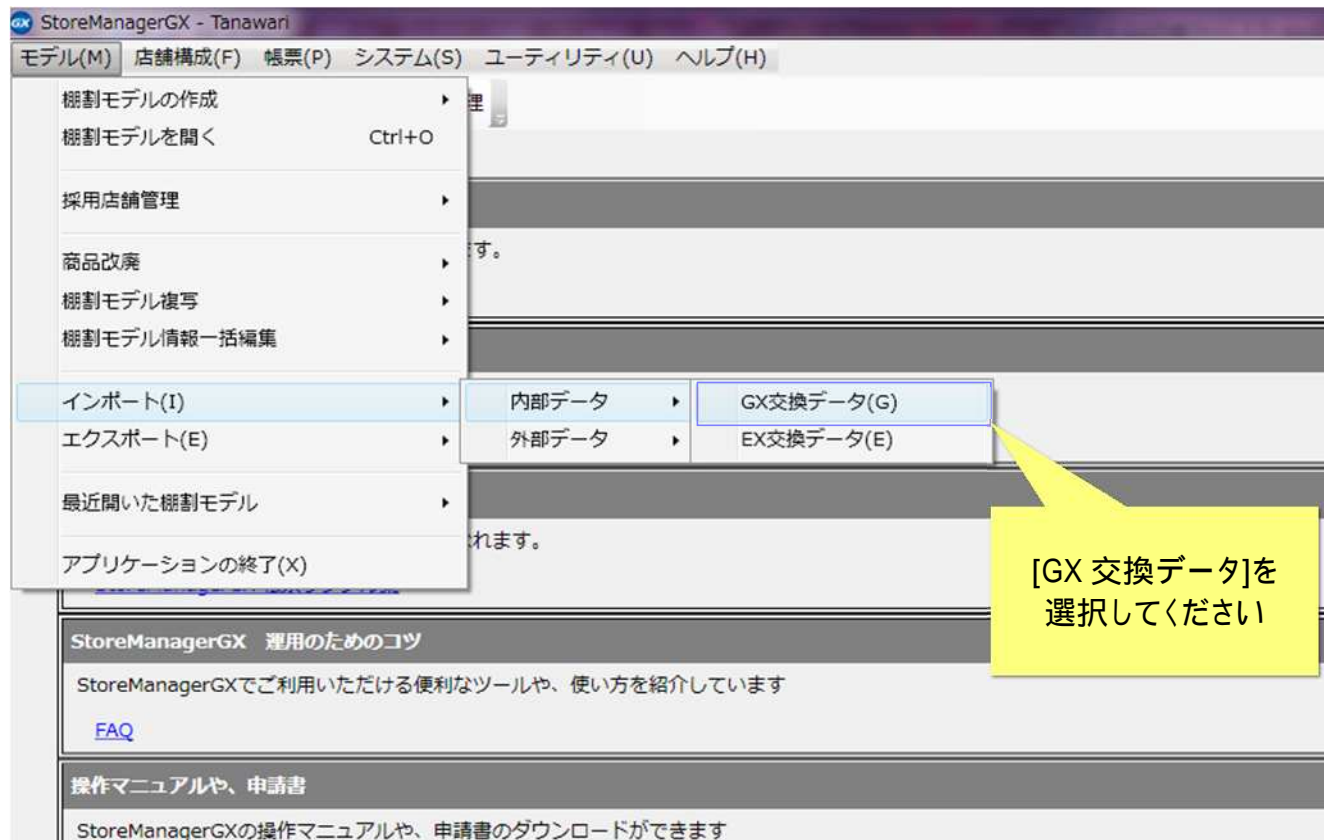 StoreManagerGX - Tanawari
モデル(M) 店舗構成(F) 帳票(P) システム(S) ユーティリティ(U) ヘルプ(H)
棚割モデルの作成
理
棚割モデルを開く Ctrl+O
採用店舗管理
す。
商品改廃
棚割モデル複写
棚割モデル情報一括編集
インポート(I) 内部データ GX交換データ(G)
エクスポート(E) 外部データ EX交換データ(E)
最近開いた棚割モデル
れます。
アプリケーションの終了(X)
[GX 交換データ]を
選択してください
StoreManagerGX 運用のためのコツ
StoreManagerGXでご利用いただける便利なツールや、使い方を紹介しています
FAQ
操作マニュアルや、申請書
StoreManagerGXの操作マニュアルや、申請書のダウンロードができます